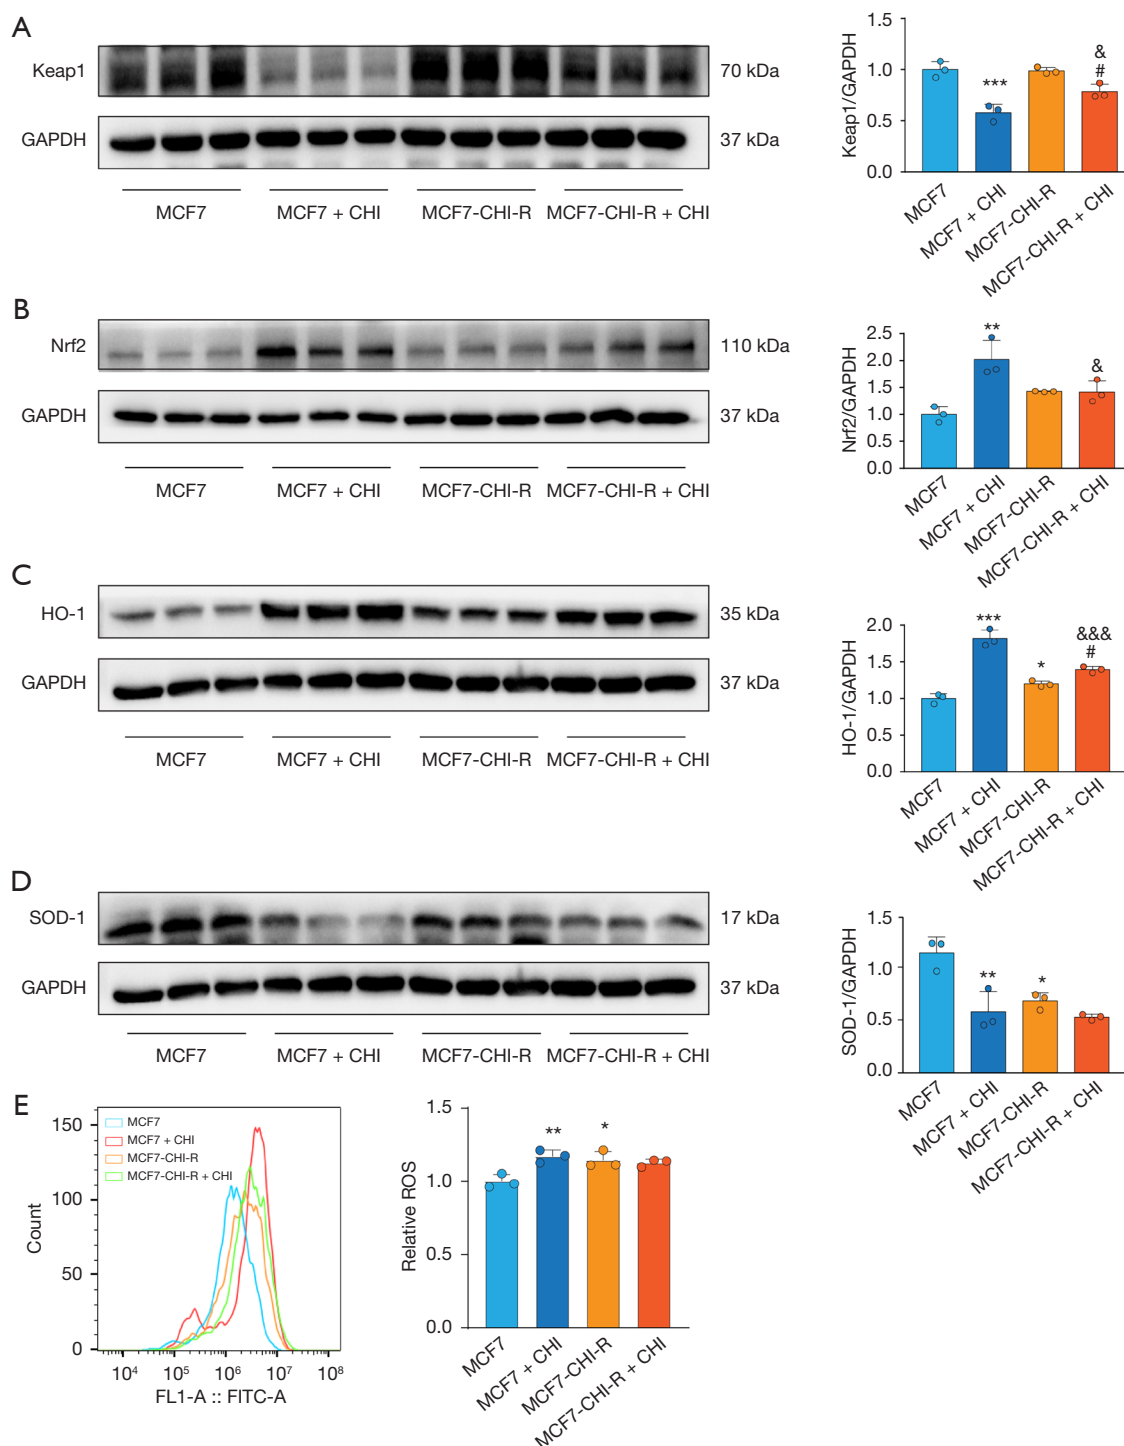 A
Keap1
70 kDa
GAPDH
37 kDa
MCF7
MCF7 + CHI
MCF7-CHI-R
MCF7-CHI-R + CHI
Keap1/GAPDH
1.5
1.0
0.5
0.0
***
&
#
MCF7
MCF7 + CHI
MCF7-CHI-R
MCF7-CHI-R + CHI
B
Nrf2
110 kDa
GAPDH
37 kDa
MCF7
MCF7 + CHI
MCF7-CHI-R
MCF7-CHI-R + CHI
Nrf2/GAPDH
2.5
2.0
1.5
1.0
0.5
0.0
**
&
MCF7
MCF7 + CHI
MCF7-CHI-R
MCF7-CHI-R + CHI
C
HO-1
35 kDa
GAPDH
37 kDa
MCF7
MCF7 + CHI
MCF7-CHI-R
MCF7-CHI-R + CHI
HO-1/GAPDH
2.0
1.5
1.0
0.5
0.0
***
*
&&&
#
MCF7
MCF7 + CHI
MCF7-CHI-R
MCF7-CHI-R + CHI
D
SOD-1
17 kDa
GAPDH
37 kDa
MCF7
MCF7 + CHI
MCF7-CHI-R
MCF7-CHI-R + CHI
SOD-1/GAPDH
1.5
1.0
0.5
0.0
**
*
MCF7
MCF7 + CHI
MCF7-CHI-R
MCF7-CHI-R + CHI
E
Count
150
100
50
0
MCF7
MCF7 + CHI
MCF7-CHI-R
MCF7-CHI-R + CHI
10⁴
10⁵
10⁶
10⁷
10⁸
FL1-A :: FITC-A
Relative ROS
1.5
1.0
0.5
0.0
**
*
MCF7
MCF7 + CHI
MCF7-CHI-R
MCF7-CHI-R + CHI